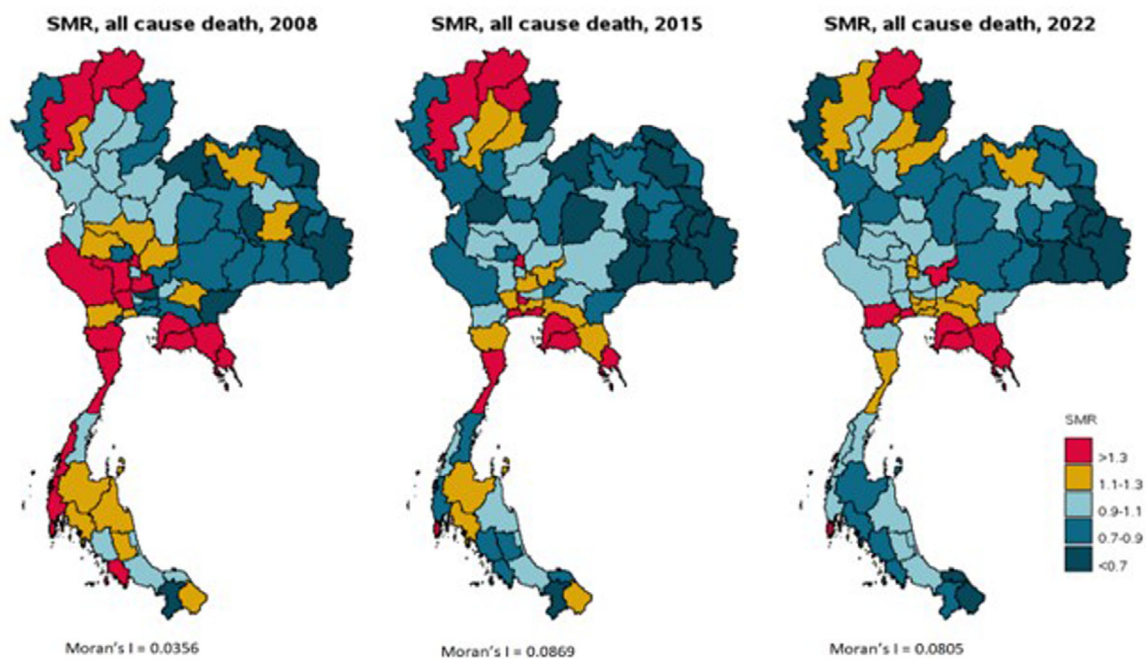 SMR, all cause death, 2008
SMR, all cause death, 2015
SMR, all cause death, 2022
SMR
>1.3
1.1-1.3
0.9-1.1
0.7-0.9
<0.7
Moran's I = 0.0356
Moran's I = 0.0869
Moran's I = 0.0805